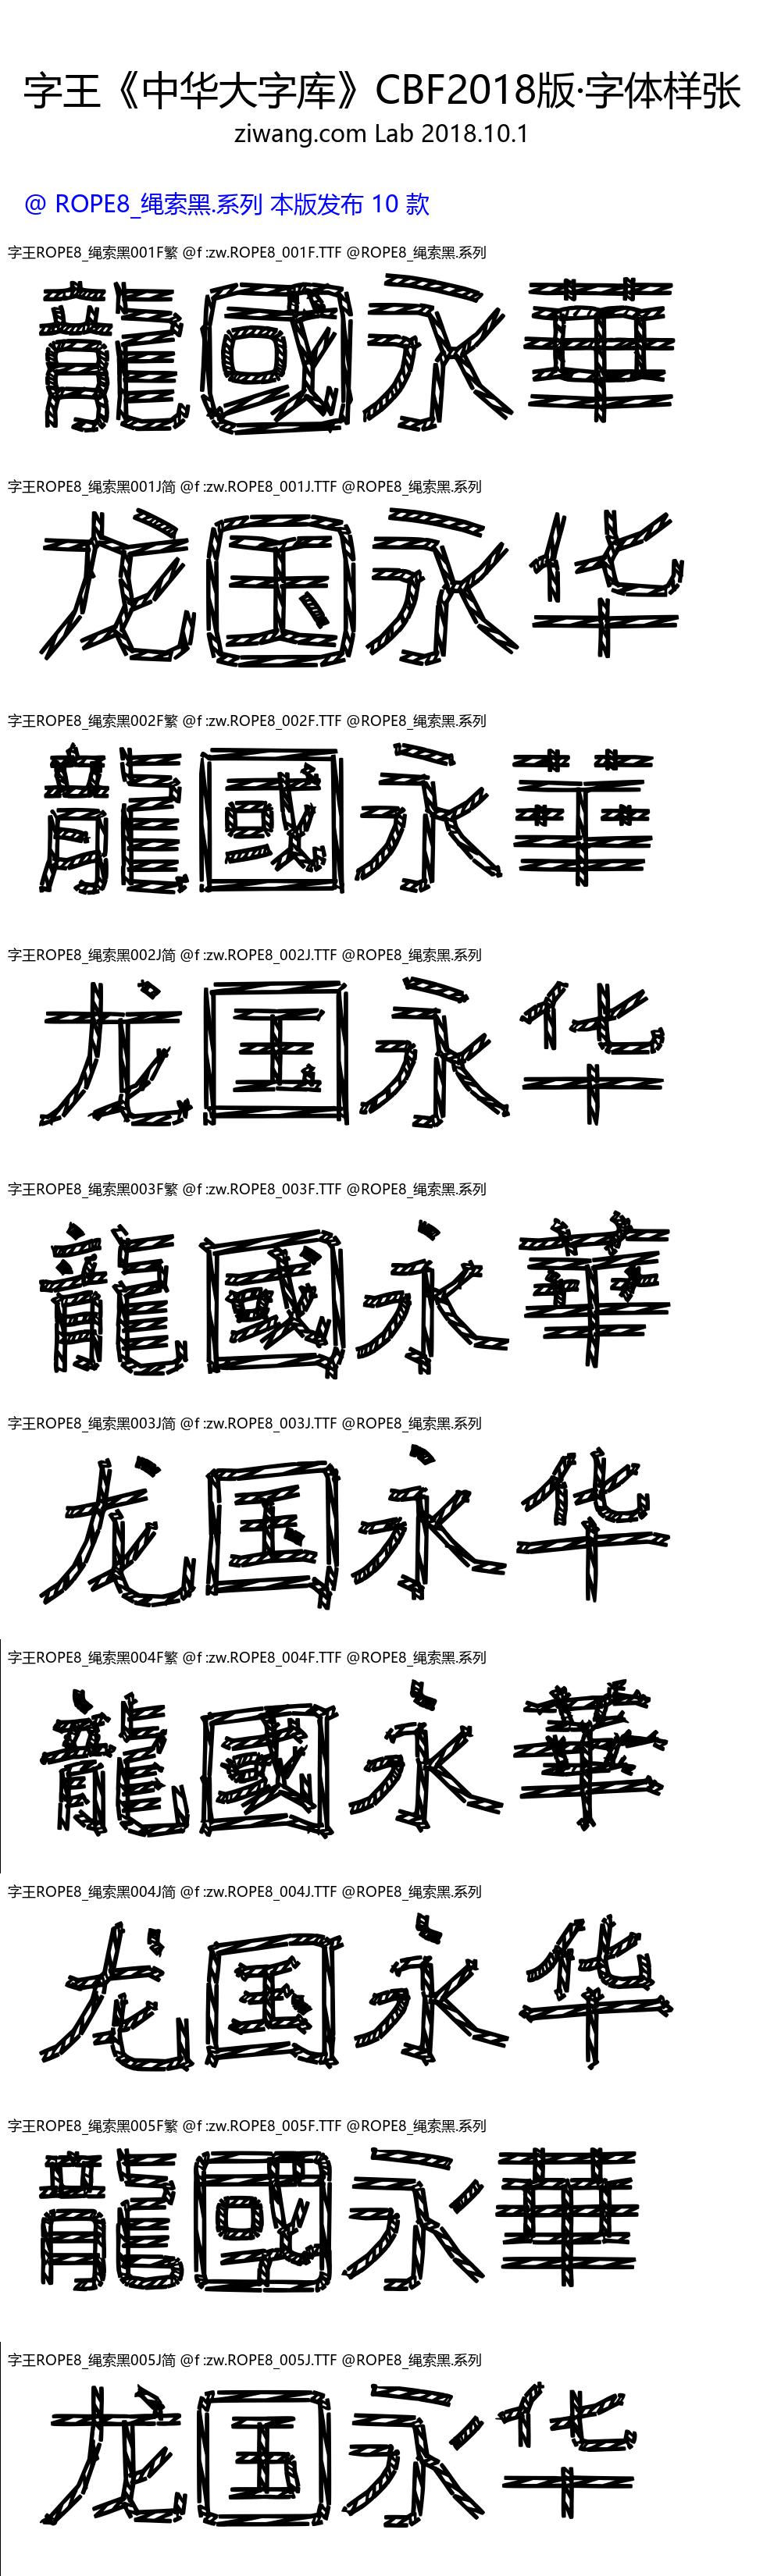 字王《中华大字库》CBF2018版·字体样张
ziwang.com Lab 2018.10.1
@ ROPE8_绳索黑.系列 本版发布 10 款
字王ROPE8_绳索黑001F繁 @f :zw.ROPE8_001F.TTF @ROPE8_绳索黑.系列
龍國永華
字王ROPE8_绳索黑001J简 @f :zw.ROPE8_001J.TTF @ROPE8_绳索黑.系列
龙国永华
字王ROPE8_绳索黑002F繁 @f :zw.ROPE8_002F.TTF @ROPE8_绳索黑.系列
龍國永華
字王ROPE8_绳索黑002J简 @f :zw.ROPE8_002J.TTF @ROPE8_绳索黑.系列
龙国永华
字王ROPE8_绳索黑003F繁 @f :zw.ROPE8_003F.TTF @ROPE8_绳索黑.系列
龍國永華
字王ROPE8_绳索黑003J简 @f :zw.ROPE8_003J.TTF @ROPE8_绳索黑.系列
龙国永华
字王ROPE8_绳索黑004F繁 @f :zw.ROPE8_004F.TTF @ROPE8_绳索黑.系列
龍國永華
字王ROPE8_绳索黑004J简 @f :zw.ROPE8_004J.TTF @ROPE8_绳索黑.系列
龙国永华
字王ROPE8_绳索黑005F繁 @f :zw.ROPE8_005F.TTF @ROPE8_绳索黑.系列
龍國永華
字王ROPE8_绳索黑005J简 @f :zw.ROPE8_005J.TTF @ROPE8_绳索黑.系列
龙国永华